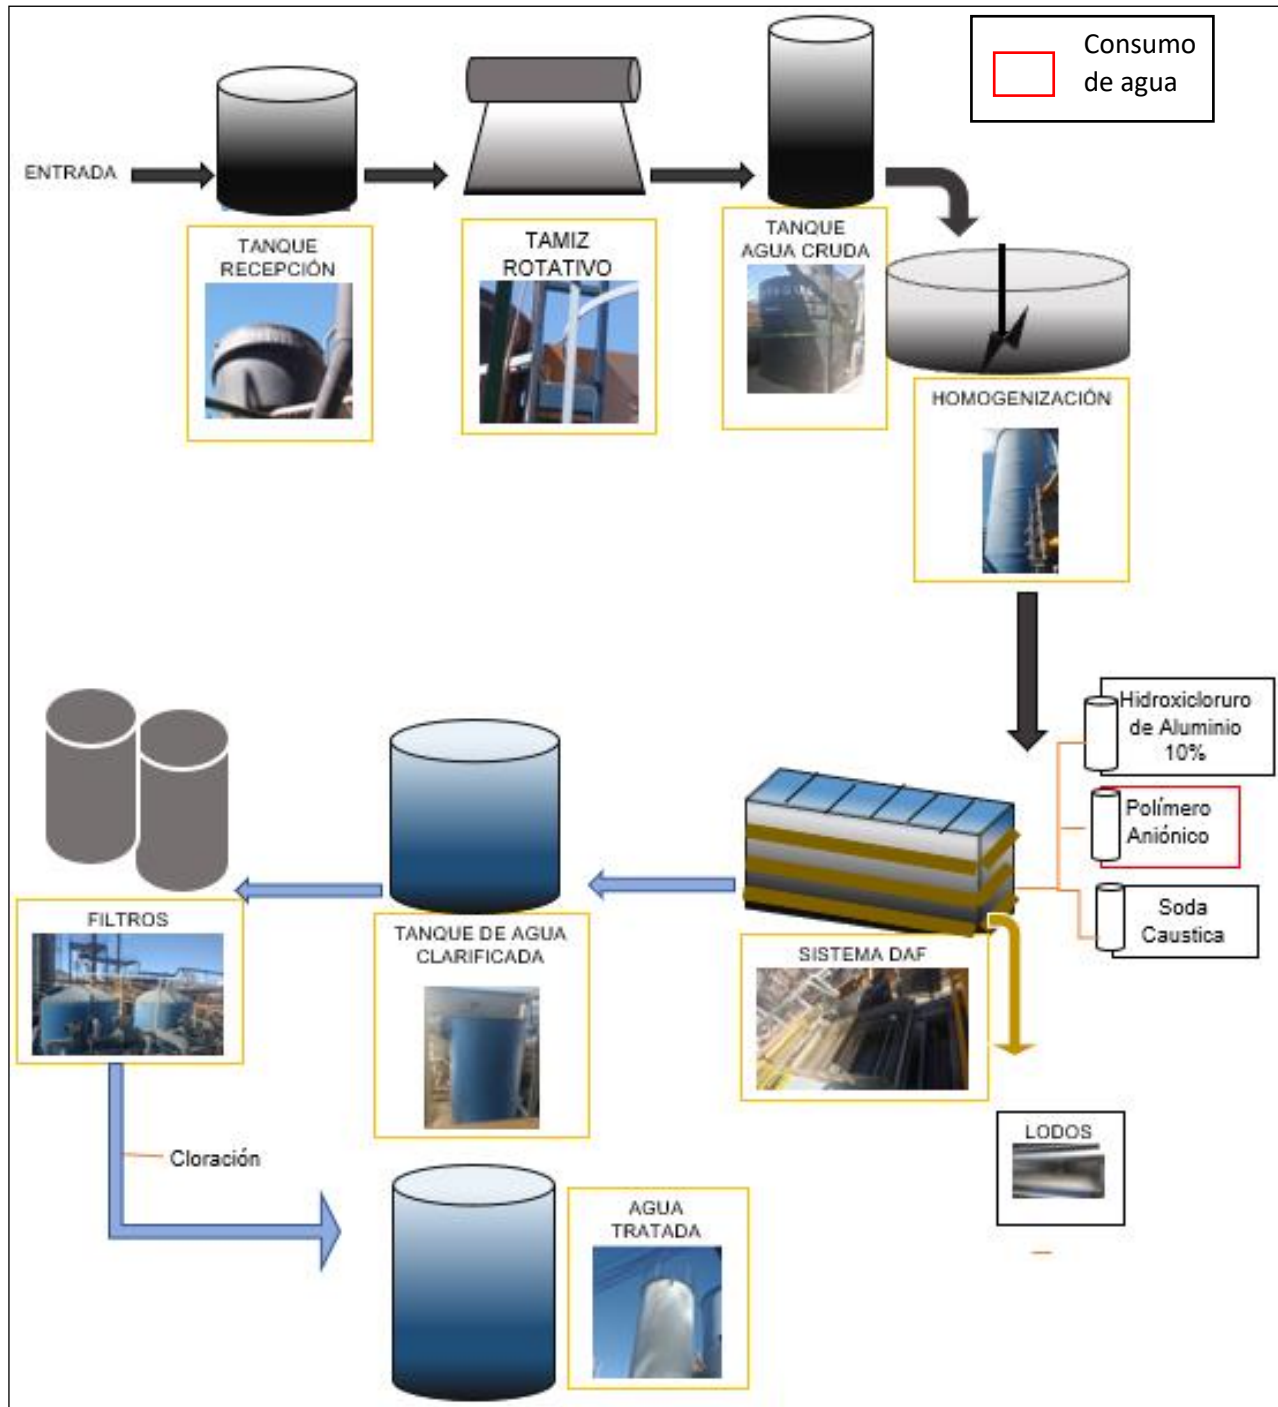 Consumo
de agua
ENTRADA
TANQUE
RECEPCIÓN
TAMIZ
ROTATIVO
TANQUE
AGUA CRUDA
HOMOGENIZACIÓN
Hidroxicloruro
de Aluminio
10%
Polímero
Aniónico
Soda
Caustica
FILTROS
TANQUE DE AGUA
CLARIFICADA
SISTEMA DAF
LODOS
Cloración
AGUA
TRATADA